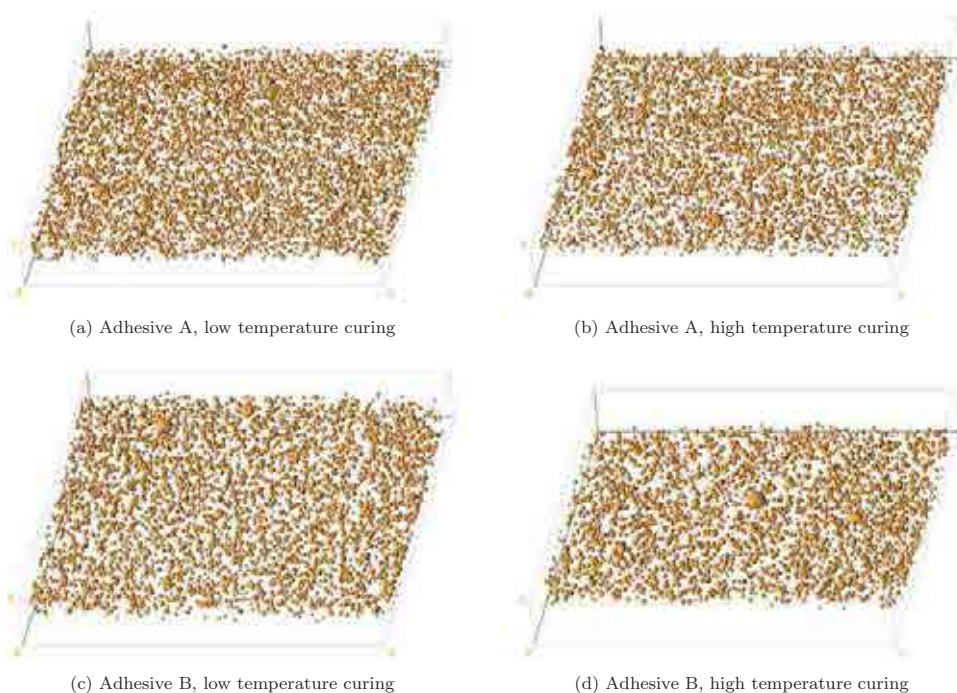 (a) Adhesive A, low temperature curing
(b) Adhesive A, high temperature curing
(c) Adhesive B, low temperature curing
(d) Adhesive B, high temperature curing